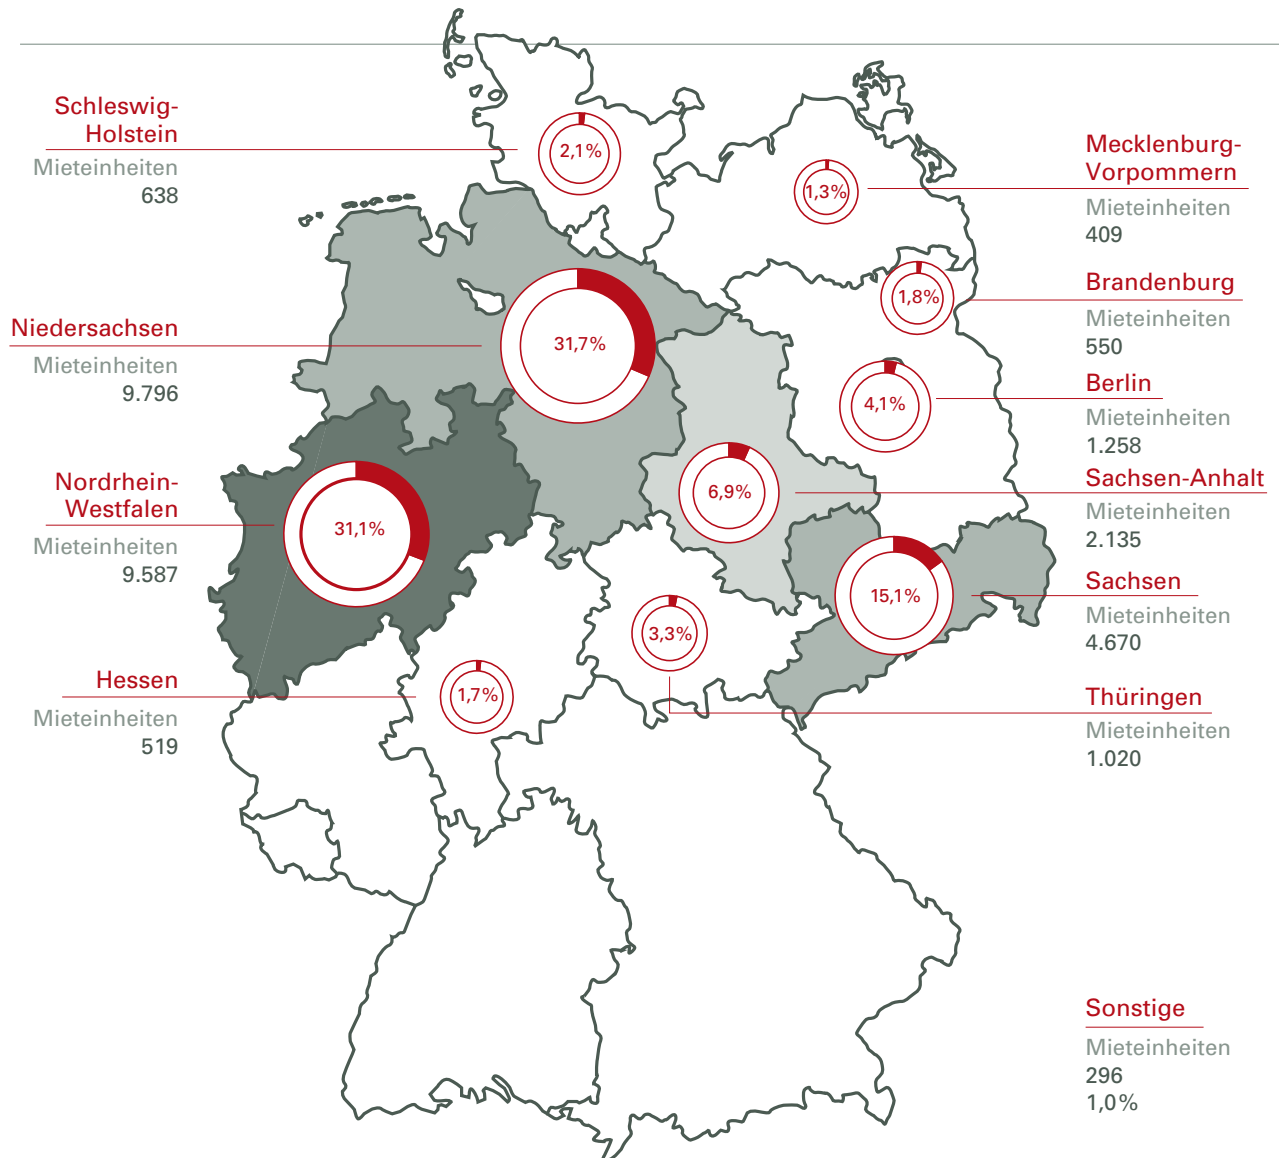 Schleswig-
Holstein
Mieteinheiten
638
2,1%
Niedersachsen
Mieteinheiten
9.796
31,7%
Nordrhein-
Westfalen
Mieteinheiten
9.587
31,1%
Hessen
Mieteinheiten
519
1,7%
Mecklenburg-
Vorpommern
Mieteinheiten
409
1,3%
Brandenburg
Mieteinheiten
550
1,8%
Berlin
Mieteinheiten
1.258
4,1%
Sachsen-Anhalt
Mieteinheiten
2.135
6,9%
Sachsen
Mieteinheiten
4.670
15,1%
Thüringen
Mieteinheiten
1.020
3,3%
Sonstige
Mieteinheiten
296
1,0%